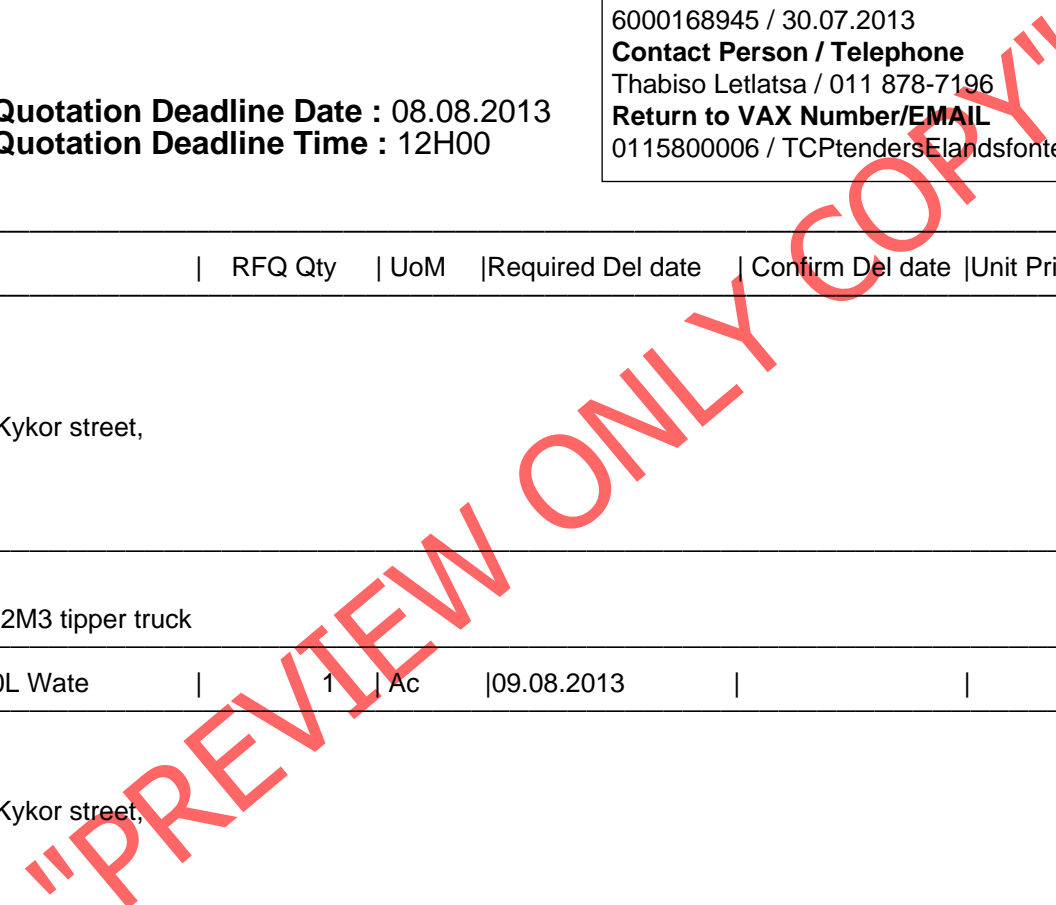 6000168945 / 30.07.2013
Contact Person / Telephone
Thabiso Letlatsa / 011 878-7196
Quotation Deadline Date : 08.08.2013
Return to VAX Number/EMAIL
Quotation Deadline Time : 12H00
0115800006 / TCPtendersElandsfonte
| RFQ Qty | UoM |Required Del date | Confirm Del date |Unit Pri
Kykor street,
2M3 tipper truck
0L Wate | 1 | Ac |09.08.2013 | |
Kykor street,
"PREVIEW ONLY COPY"